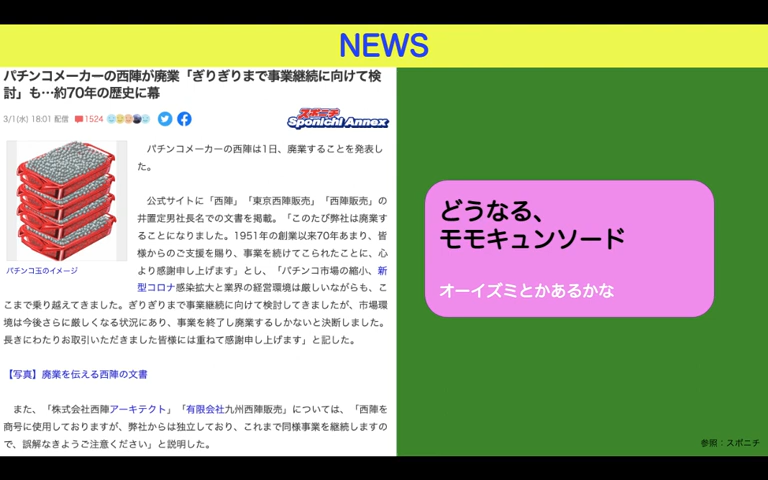 NEWS
パチンコメーカーの西陣が廃業「ぎりぎりまで事業継続に向けて検
討」も…約70年の歴史に幕
3/1(水) 18:01 配信
1524
スポニチ
Sponichi Annex
パチンコメーカーの西陣は1日、廃業することを発表し
た。
公式サイトに「西陣」「東京西陣販売」「西陣販売」の
井置定男社長名での文書を掲載。「このたび弊社は廃業す
ることになりました。1951年の創業以来70年あまり、皆
様からのご支援を賜り、事業を続けてこられたことに、心
より感謝申し上げます」とし、「パチンコ市場の縮小、新
型コロナ感染拡大と業界の経営環境は厳しいながらも、こ
こまで乗り越えてきました。ぎりぎりまで事業継続に向けて検討してきましたが、市場環
境は今後さらに厳しくなる状況にあり、事業を終了し廃業するしかないと決断しました。
長きにわたりお取引いただきました皆様には重ねて感謝申し上げます」と記した。
パチンコ玉のイメージ
【写真】廃業を伝える西陣の文書
また、「株式会社西陣アーキテクト」「有限会社九州西陣販売」については、「西陣を
商号に使用しておりますが、弊社からは独立しており、これまで同様事業を継続しますの
で、誤解なきようご注意ください」と説明した。
どうなる、
モモキュンソード
オーイズミとかあるかな
参照：スポニチ